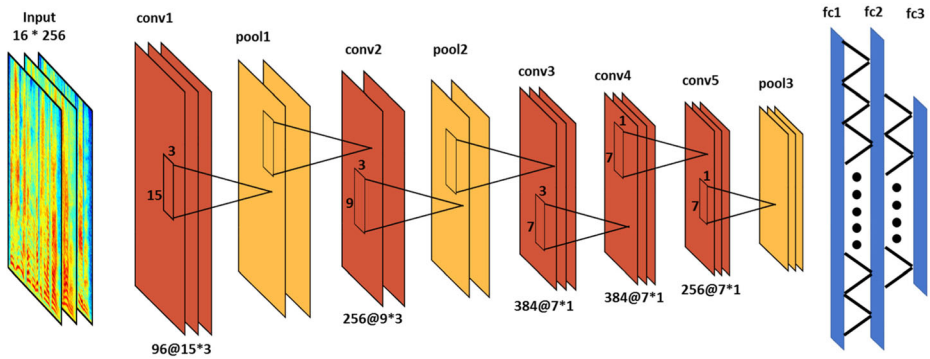 Input
16 * 256
conv1
pool1
conv2
pool2
conv3
conv4
conv5
pool3
fc1
fc2
fc3
3
15
3
9
3
7
1
7
1
7
96@15*3
256@9*3
384@7*1
384@7*1
256@7*1